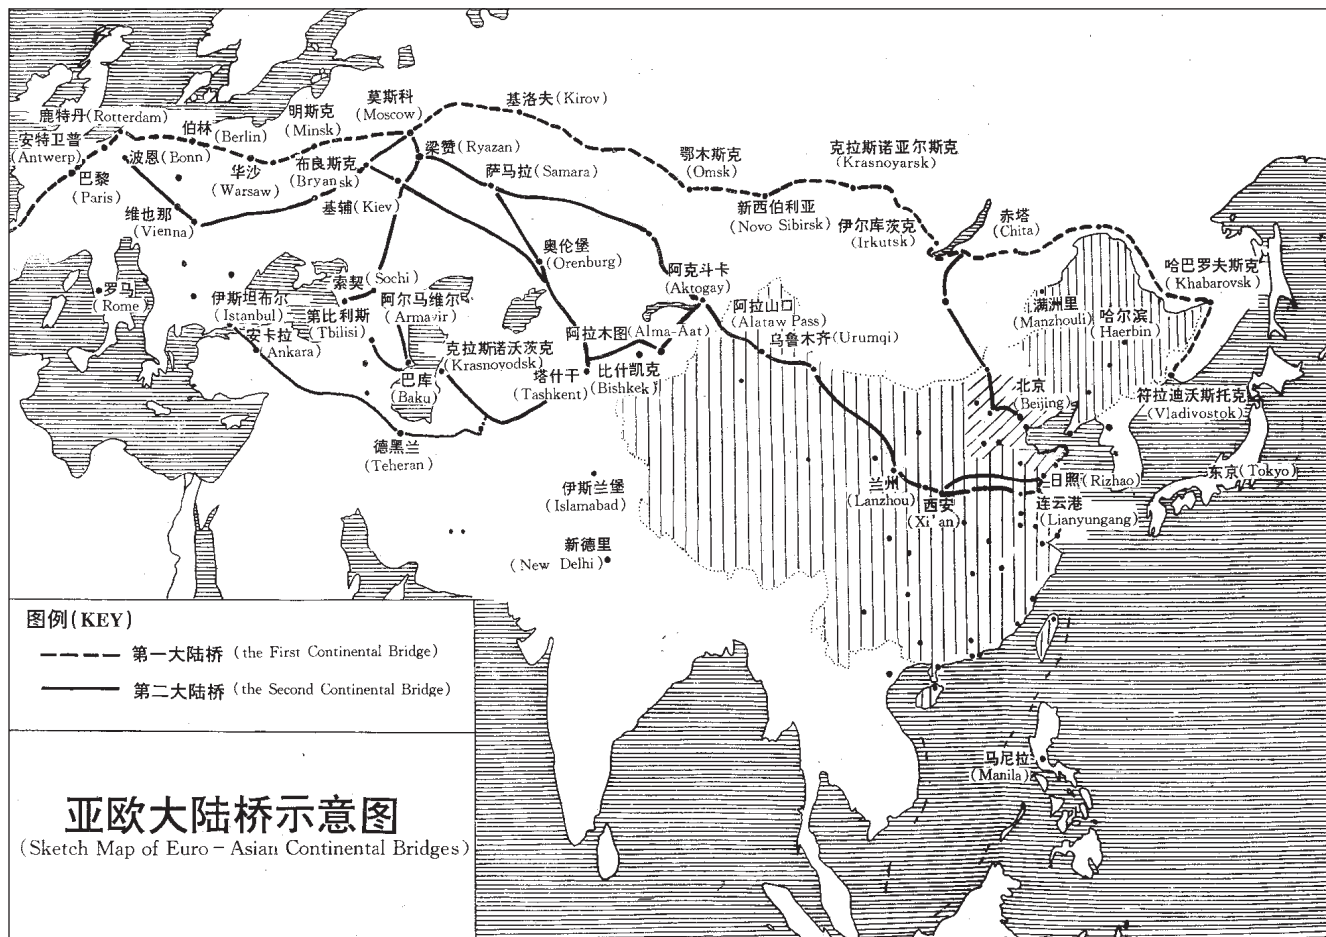 莫斯科
(Moscow)
基洛夫(Kirov)
鹿特丹(Rotterdam)
伯林(Berlin)
明斯克
(Minsk)
安特卫普
(Antwerp)
波恩(Bonn)
华沙
(Warsaw)
布良斯克
(Bryansk)
梁赞(Ryazan)
萨马拉(Samara)
鄂木斯克
(Omsk)
克拉斯诺亚尔斯克
(Krasnoyarsk)
巴黎
(Paris)
维也那
(Vienna)
基辅(Kiev)
新西伯利亚
(Novo Sibirsk)
伊尔库茨克
(Irkutsk)
赤塔
(Chita)
奥伦堡
(Orenburg)
阿克斗卡
(Aktogay)
哈巴罗夫斯克
(Khabarovsk)
罗马
(Rome)
伊斯坦布尔
(Istanbul)
索契(Sochi)
第比利斯
(Tbilisi)
阿尔马维尔
(Armavir)
阿拉山口
(Alataw Pass)
满洲里
(Manzhouli)
哈尔滨
(Haerbin)
安卡拉
(Ankara)
阿拉木图(Alma-Aat)
乌鲁木齐(Urumqi)
克拉斯诺沃茨克
(Krasnoyodsk)
巴库
(Baku)
塔什干
(Tashkent)
比什凯克
(Bishkek)
北京
(Beijing)
符拉迪沃斯托克
(Vladivostok)
德黑兰
(Teheran)
东京(Tokyo)
伊斯兰堡
(Islamabad)
兰州
(Lanzhou)
西安
(Xi'an)
日照(Rizhao)
连云港
(Lianyungang)
新德里
(New Delhi)
马尼拉
(Manila)
图例(KEY)
第一大陆桥(the First Continental Bridge)
第二大陆桥(the Second Continental Bridge)
亚欧大陆桥示意图
(Sketch Map of Euro-Asian Continental Bridges)